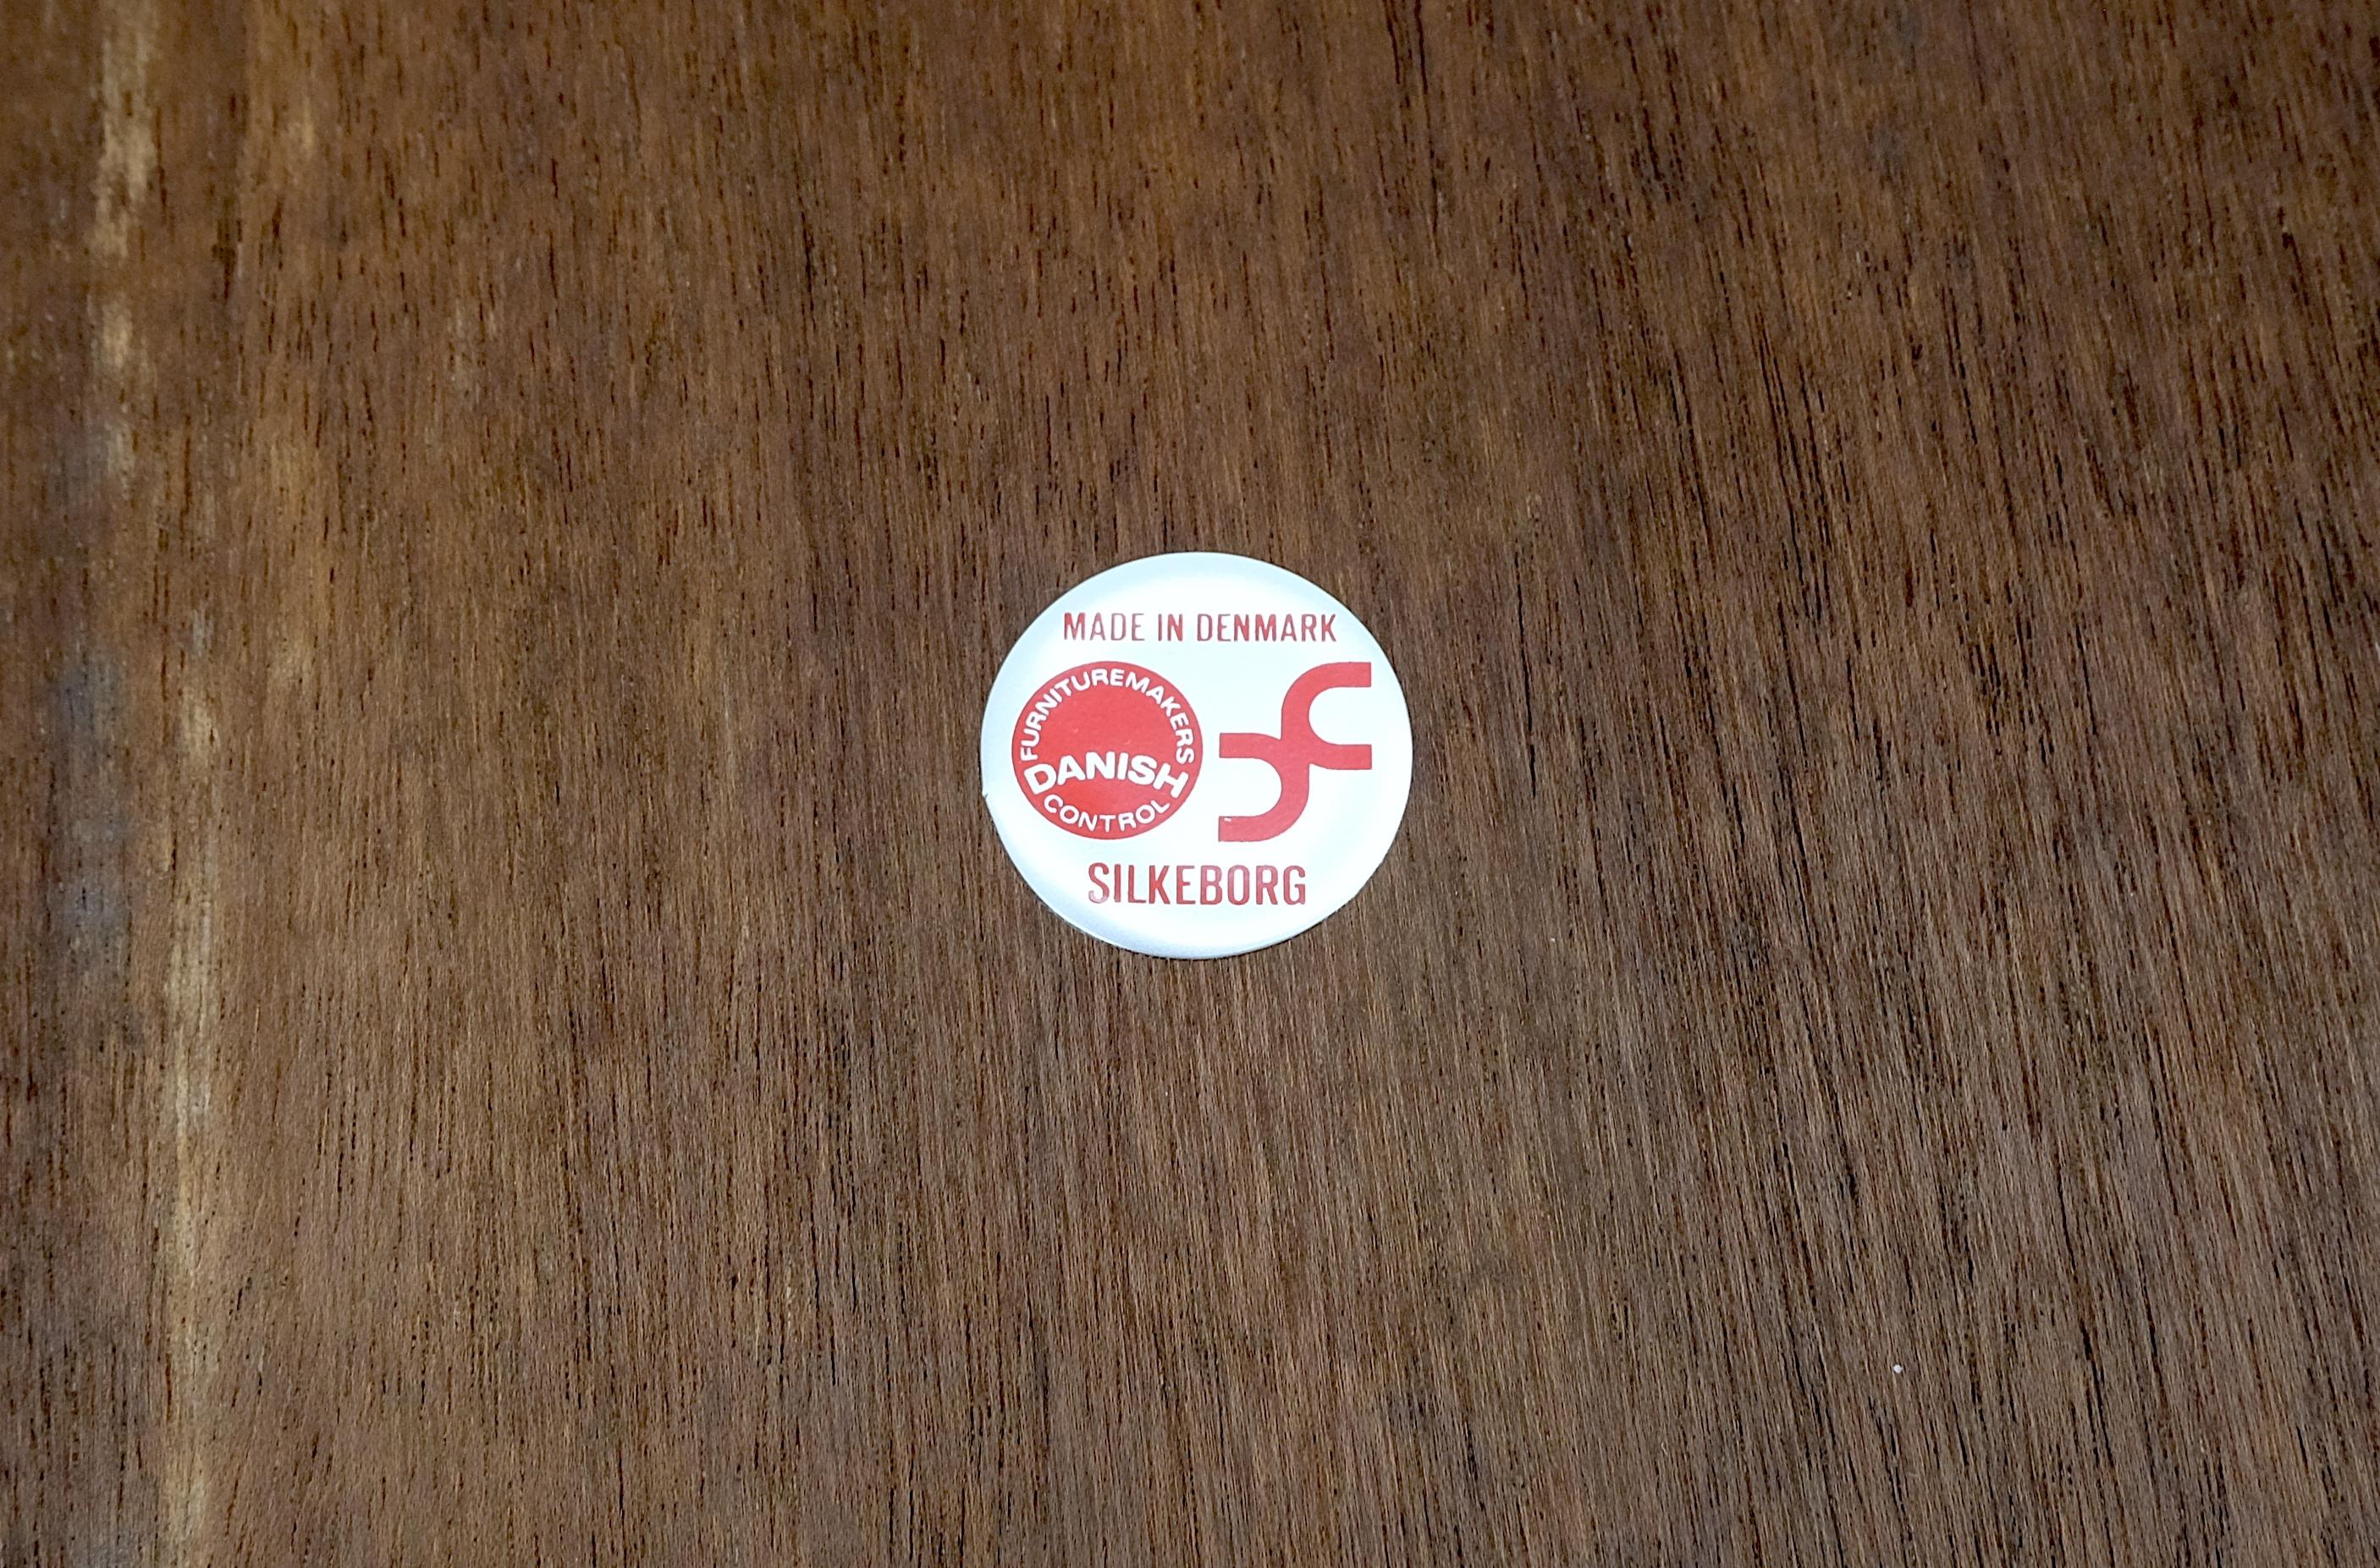 MADE IN DENMARK
FURNITUREMAKERS
DANISH
CONTROL
SILKEBORG